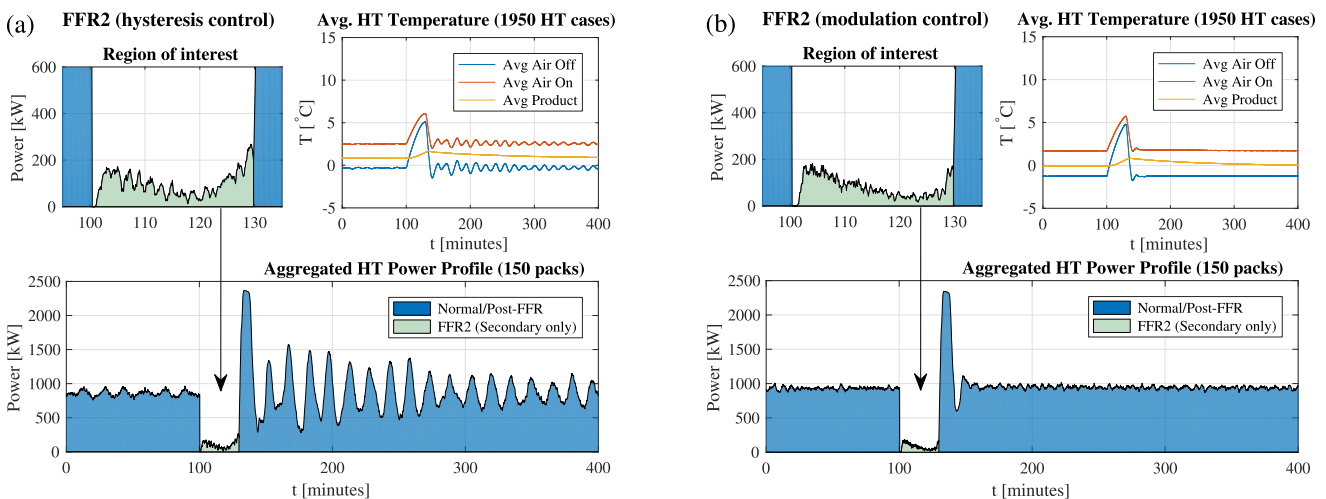 (a)
FFR2 (hysteresis control)
Region of interest
600
400
200
0
Power [kW]
100
110
120
130
Avg. HT Temperature (1950 HT cases)
15
10
5
0
-5
T [°C]
Avg Air Off
Avg Air On
Avg Product
0
100
200
300
400
t [minutes]
Aggregated HT Power Profile (150 packs)
2500
2000
1500
1000
500
0
Power [kW]
Normal/Post-FFR
FFR2 (Secondary only)
0
100
200
300
400
t [minutes]
(b)
FFR2 (modulation control)
Region of interest
600
400
200
0
Power [kW]
100
110
120
130
Avg. HT Temperature (1950 HT cases)
15
10
5
0
-5
T [°C]
Avg Air Off
Avg Air On
Avg Product
0
100
200
300
400
t [minutes]
Aggregated HT Power Profile (150 packs)
2500
2000
1500
1000
500
0
Power [kW]
Normal/Post-FFR
FFR2 (Secondary only)
0
100
200
300
400
t [minutes]